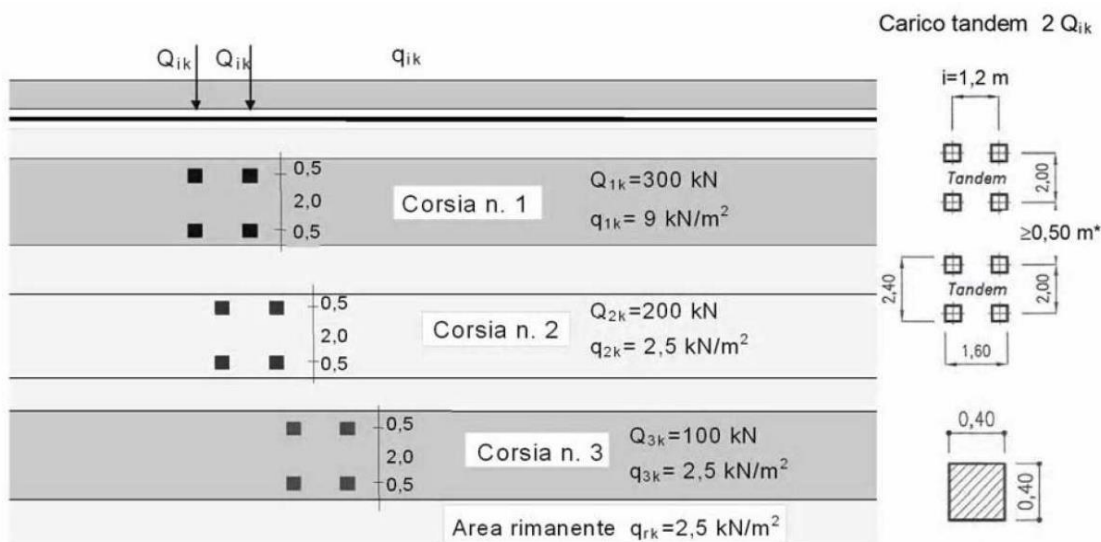 Carico tandem 2 Qik
Qik Qik qik
i=1,2 m
0,5
2,0
0,5
Corsia n. 1
Q1k=300 kN
q1k= 9 kN/m²
Tandem
2,00
≥0,50 m*
0,5
2,0
0,5
Corsia n. 2
Q2k=200 kN
q2k= 2,5 kN/m²
2,40
Tandem
2,00
1,60
0,5
2,0
0,5
Corsia n. 3
Q3k=100 kN
q3k= 2,5 kN/m²
0,40
0,40
Area rimanente qrk=2,5 kN/m²